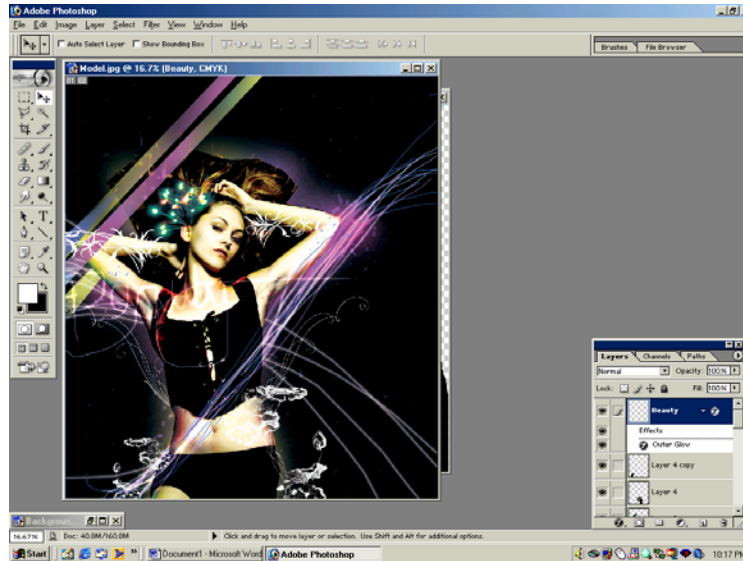 Adobe Photoshop
File Edit Image Layer Select Filter View Window Help
Auto Select Layer Show Bounding Box
Brushes File Browser
Model.jpg @ 16.7% (Beauty, CMYK)
01
T
Layers Channels Paths
Normal Opacity: 100%
Lock: Fill: 100%
Beauty
Effects
Outer Glow
Layer 4 copy
Layer 4
Backgroun...
16.67% Doc: 40.0M/160.0M Click and drag to move layer or selection. Use Shift and Alt for additional options.
Start Document1 - Microsoft Word Adobe Photoshop 10:17 PM